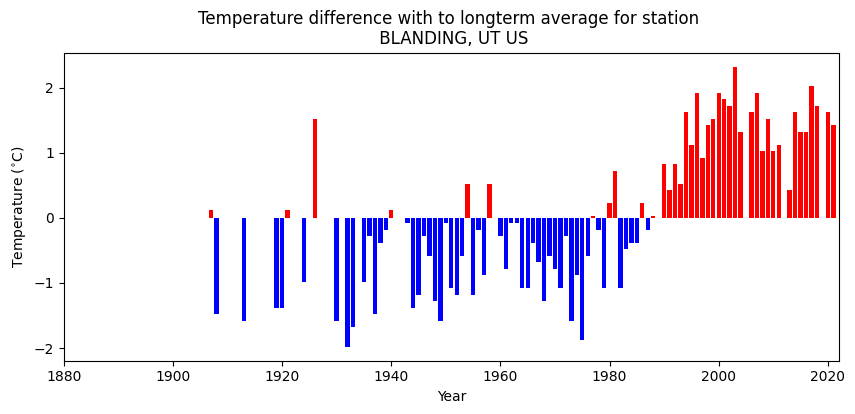 Temperature difference with to longterm average for station
BLANDING, UT US
Temperature (°C)
2
1
0
−1
−2
1880 1900 1920 1940 1960 1980 2000 2020
Year